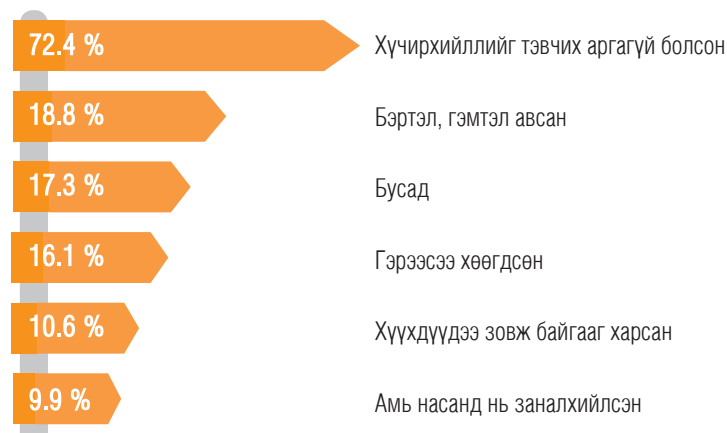 72.4 % Хүчирхийллийг тэвчих аргагүй болсон
18.8 % Бэртэл, гэмтэл авсан
17.3 % Бусад
16.1 % Гэрээсээ хөөгдсөн
10.6 % Хүүхдүүдээ зовж байгааг харсан
9.9 % Амь насанд нь заналхийлсэн